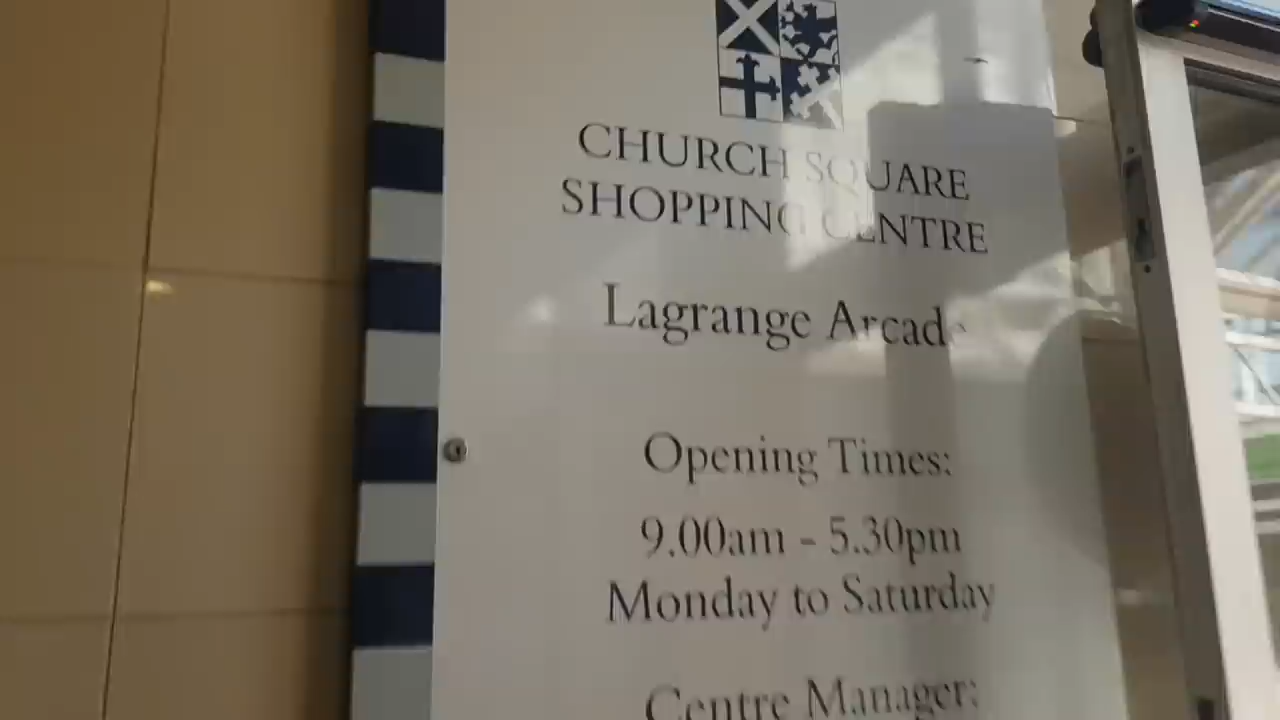 CHURCH SQUARE
SHOPPING CENTRE
Lagrange Arcade
Opening Times:
9.00am - 5.30pm
Monday to Saturday
Centre Manager: